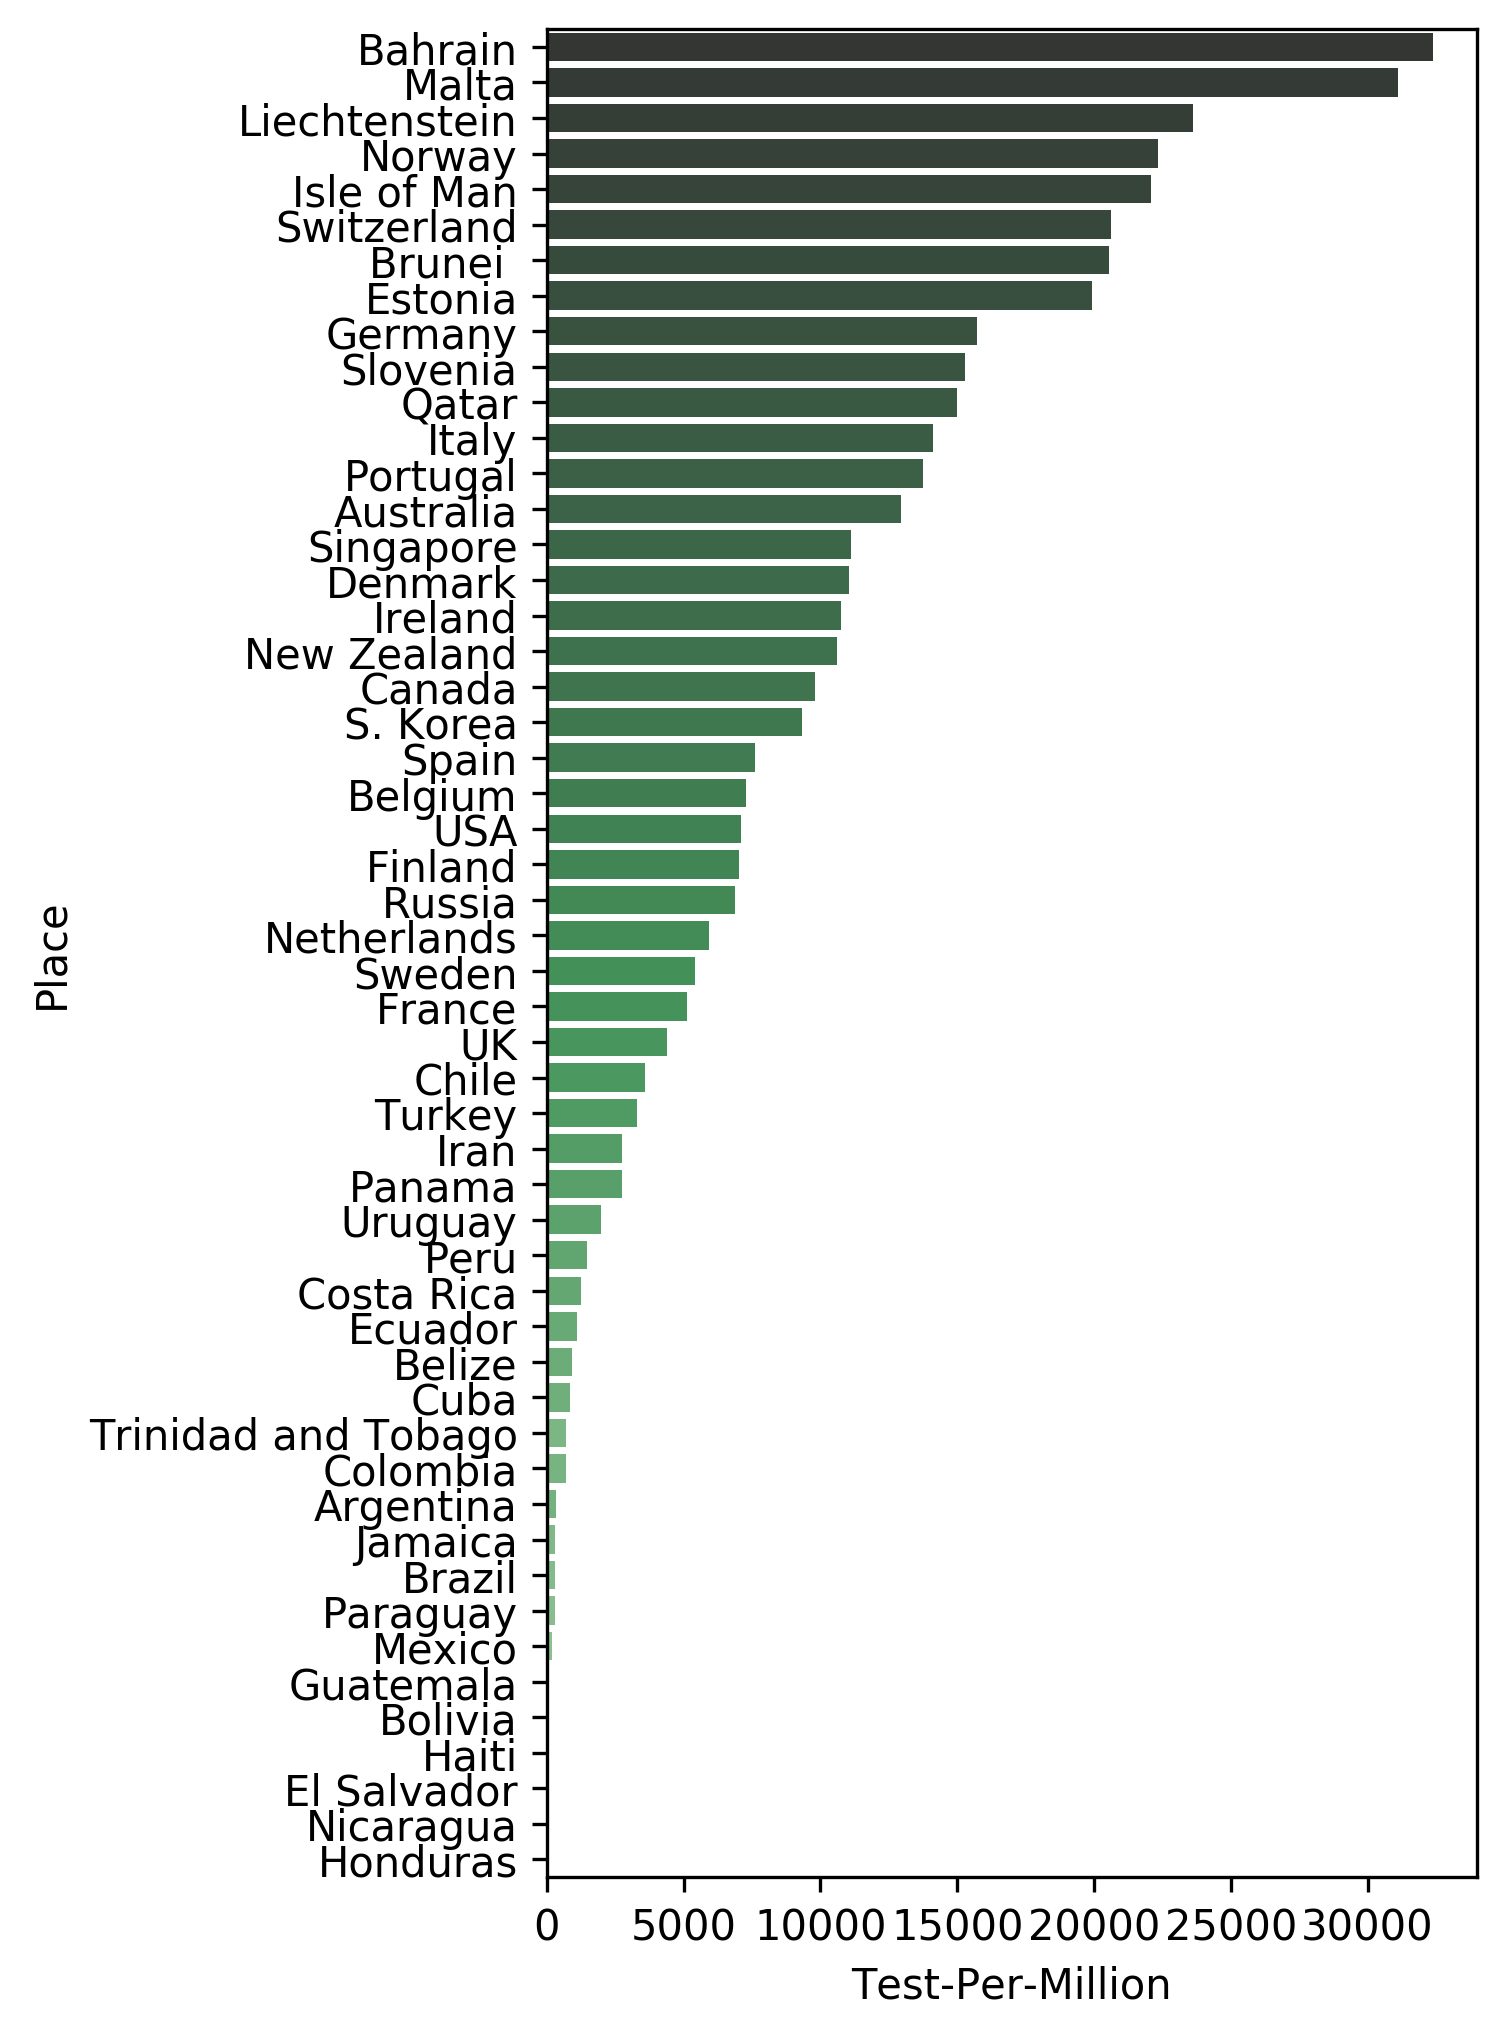 Bahrain
Malta
Liechtenstein
Norway
Isle of Man
Switzerland
Brunei
Estonia
Germany
Slovenia
Qatar
Italy
Portugal
Australia
Singapore
Denmark
Ireland
New Zealand
Canada
S. Korea
Spain
Belgium
USA
Finland
Russia
Netherlands
Sweden
France
UK
Chile
Turkey
Iran
Panama
Uruguay
Peru
Costa Rica
Ecuador
Belize
Cuba
Trinidad and Tobago
Colombia
Argentina
Jamaica
Brazil
Paraguay
Mexico
Guatemala
Bolivia
Haiti
El Salvador
Nicaragua
Honduras
Place
0 5000 10000 15000 20000 25000 30000
Test-Per-Million